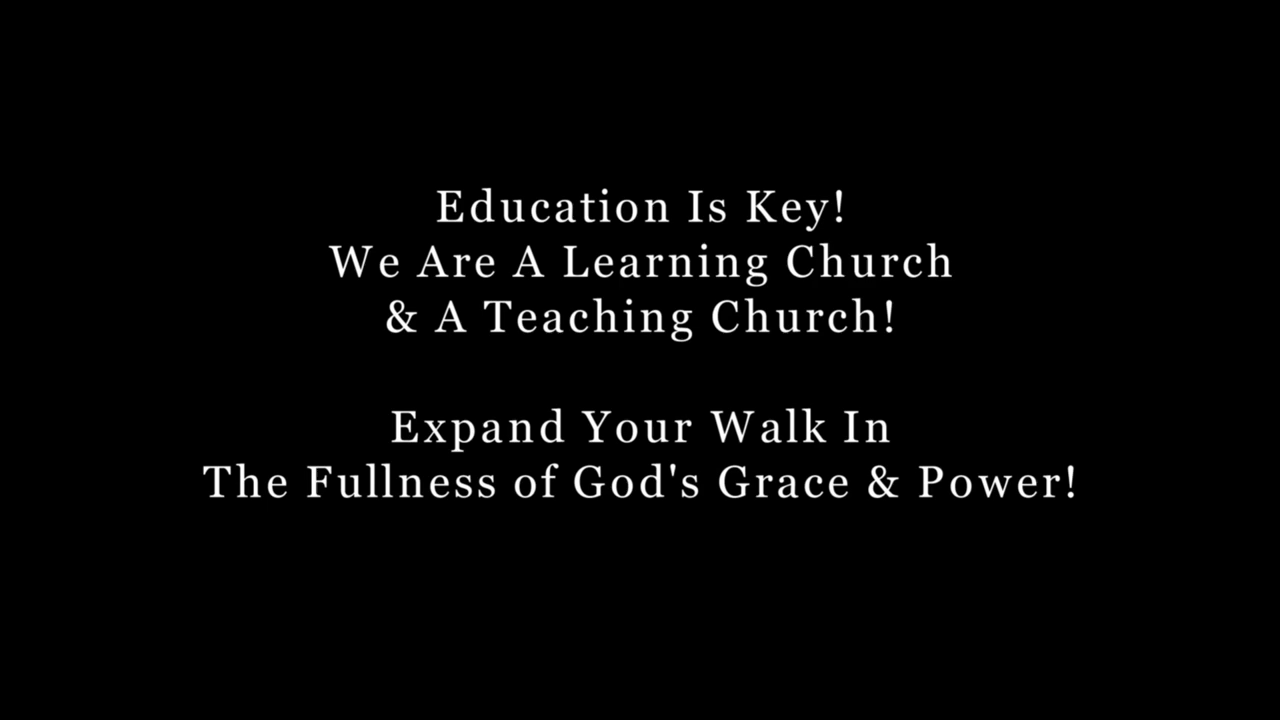 Education Is Key!
We Are A Learning Church
& A Teaching Church!
Expand Your Walk In
The Fullness of God's Grace & Power!